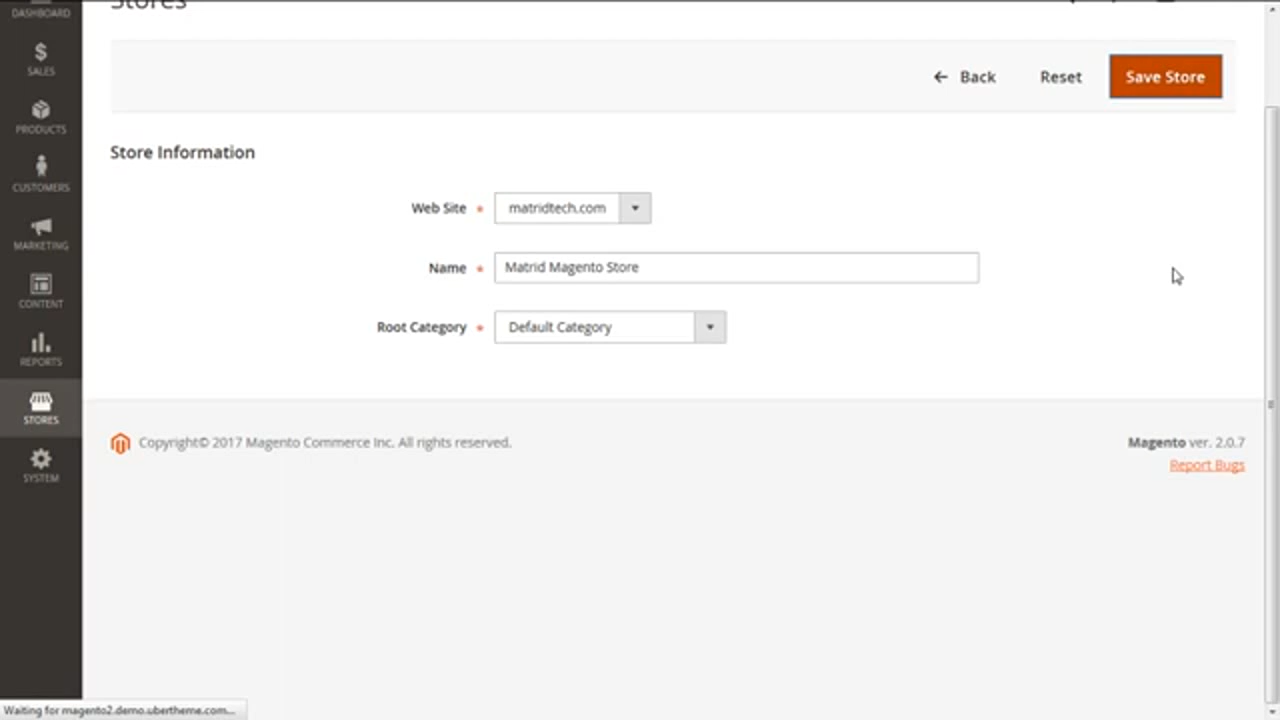 Stores
DASHBOARD
SALES
PRODUCTS
CUSTOMERS
MARKETING
CONTENT
REPORTS
STORES
SYSTEM
Back Reset Save Store
Store Information
Web Site * matridtech.com
Name * Matrid Magento Store
Root Category * Default Category
Copyright© 2017 Magento Commerce Inc. All rights reserved.
Magento ver. 2.0.7
Report Bugs
Waiting for magento2.demo.ubertheme.com...